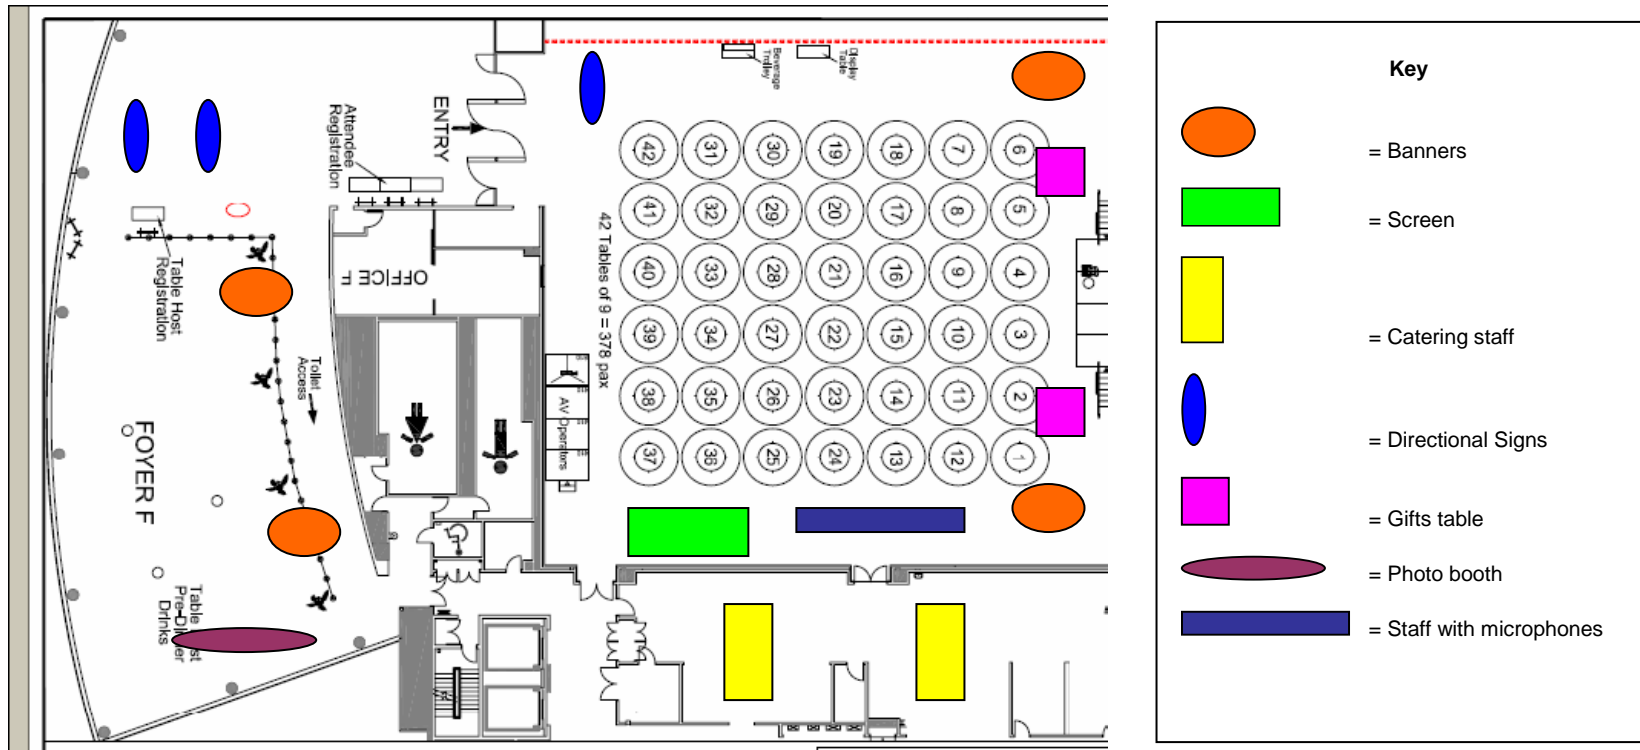 ENTRY
Attendee
Registration
Beverage
Trolley
Display
Table
Table Host
Registration
OFFICE F
Toilet
Access
FOYER F
Pre-Dinner
Drinks
AV Operators
42 Tables of 9 = 378 pax
42 31 30 19 18 7 6
41 32 29 20 17 8 5
40 33 28 21 16 9 4
39 34 27 22 15 10 3
38 35 26 23 14 11 2
37 36 25 24 13 12 1
Key
= Banners
= Screen
= Catering staff
= Directional Signs
= Gifts table
= Photo booth
= Staff with microphones